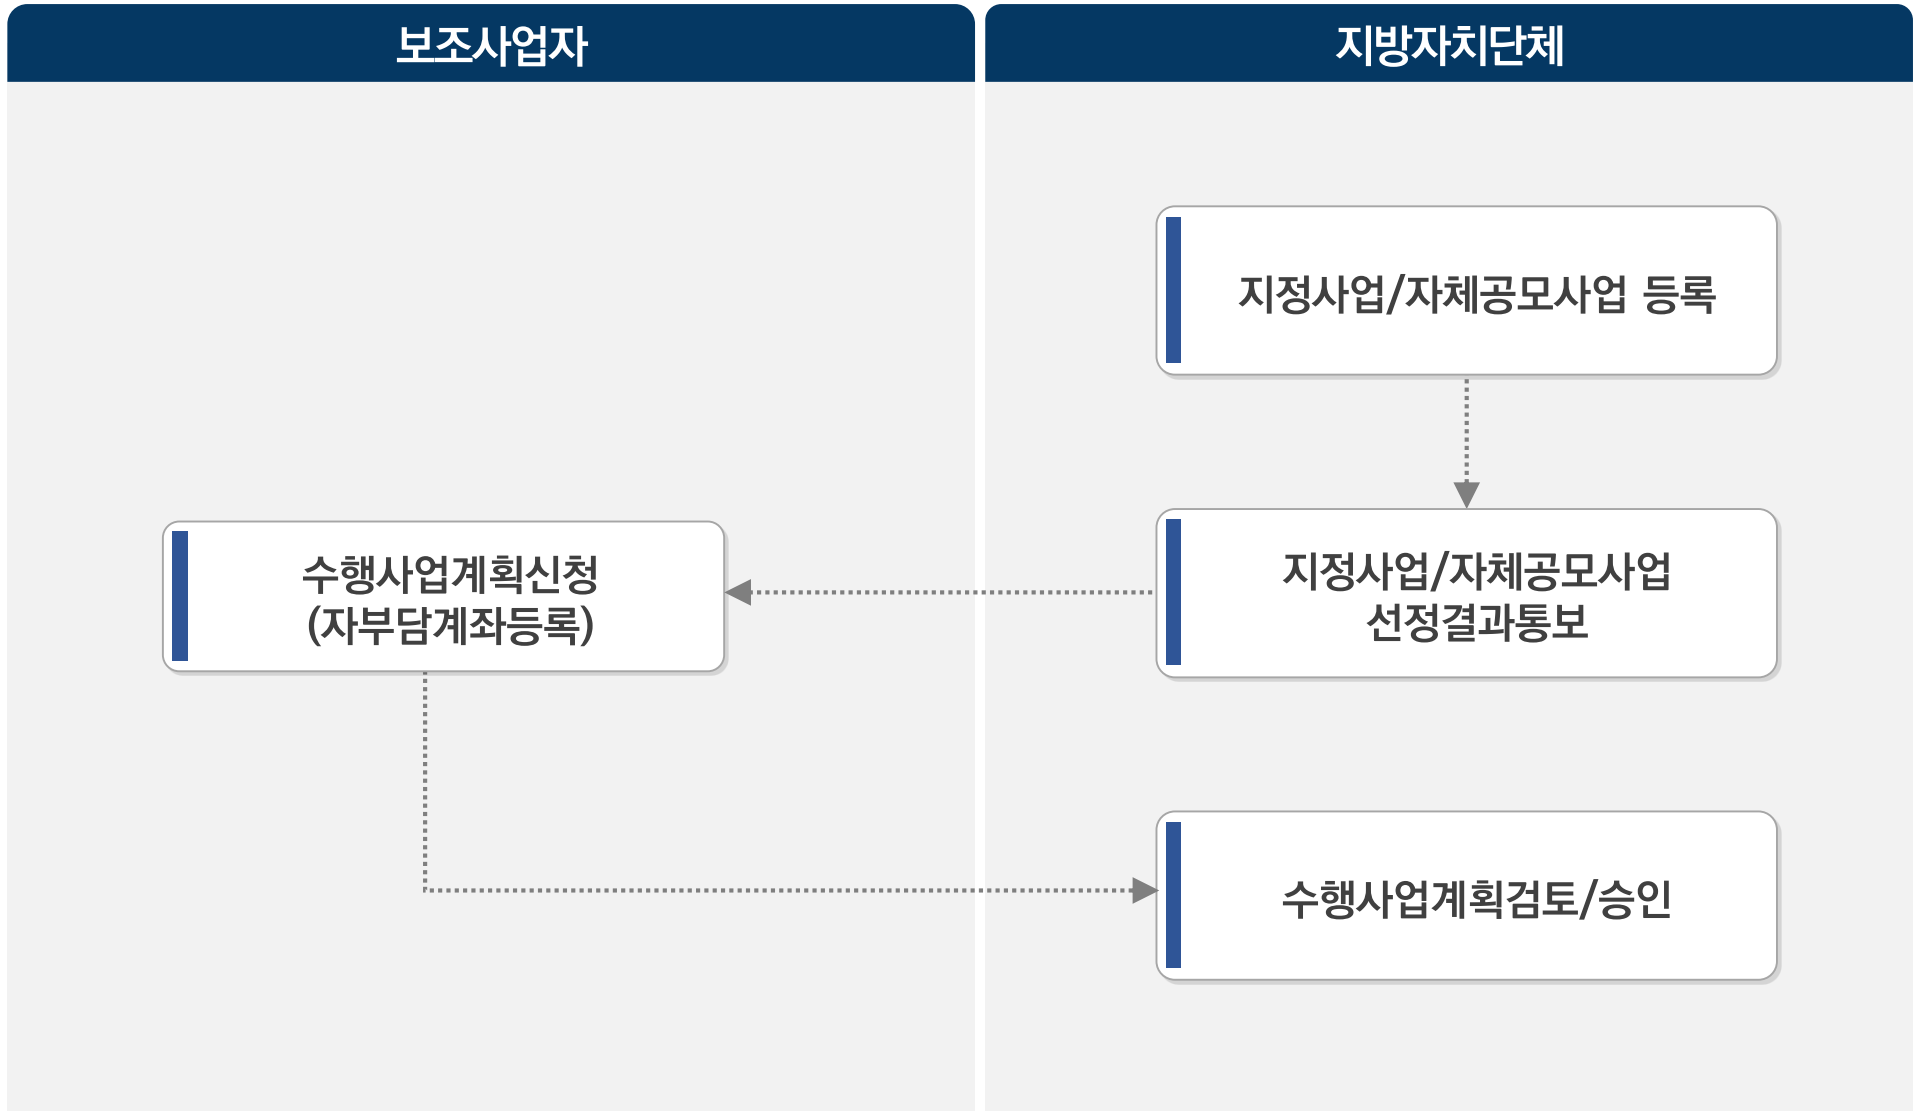 보조사업자
지방자치단체
지정사업/자체공모사업 등록
지정사업/자체공모사업
선정결과통보
수행사업계획신청
(자부담계좌등록)
수행사업계획검토/승인